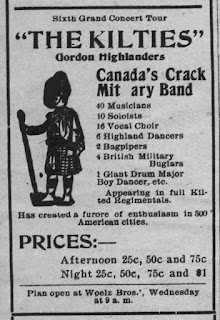 Sixth Grand Concert Tour
"THE KILTIES"
Gordon Highlanders
Canada's Crack
Mit ary Band
40 Musicians
10 Soloists
16 Vocal Choir
6 Highland Dancers
2 Bagpipers
4 British Military
Buglars
1 Giant Drum Major
Boy Dancer, etc.
Appearing in full Kil-
ted Regimentals.
Has created a furore of enthusiasm in 300
American cities.
PRICES:—
Afternoon 25c, 50c and 75c
Night 25c, 50c, 75c and $1
Plan open at Woelz Bros.', Wednesday
at 9 a. m.